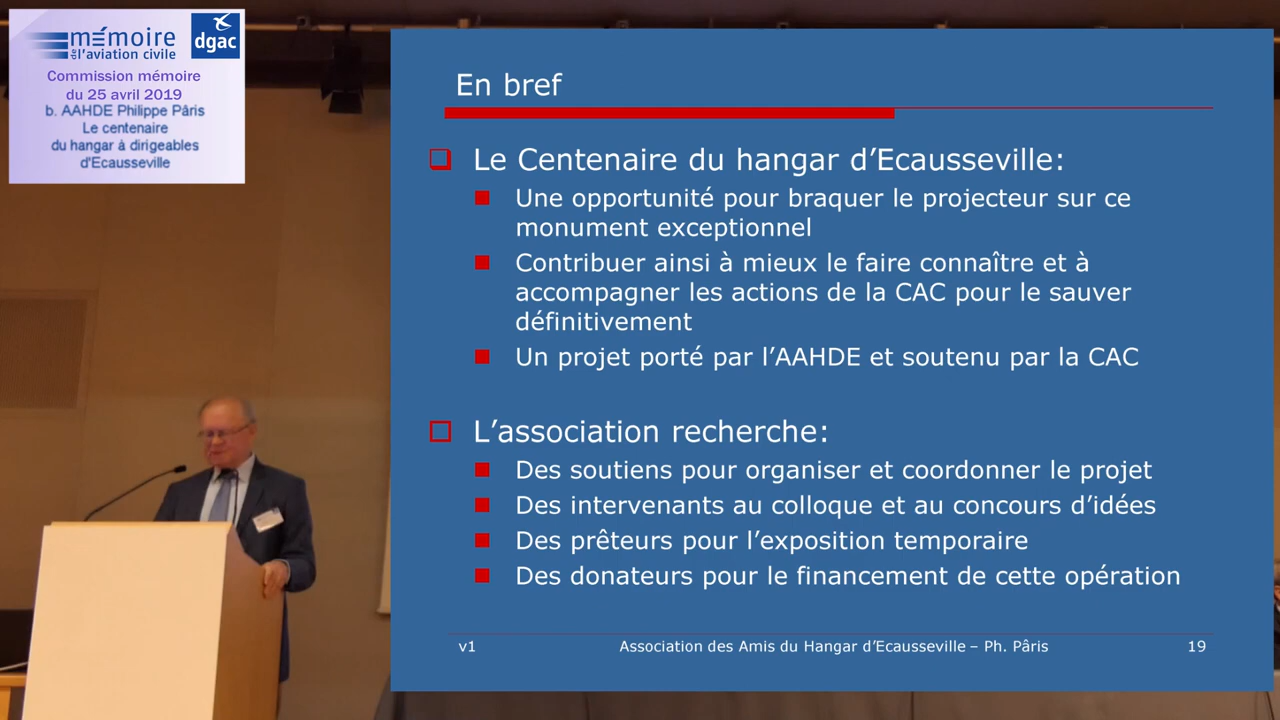 mémoire
de l'aviation civile
dgac
Commission mémoire
du 25 avril 2019
b. AAHDE Philippe Pâris
Le centenaire
du hangar à dirigeables
d'Ecausseville
En bref
Le Centenaire du hangar d’Ecausseville:
Une opportunité pour braquer le projecteur sur ce
monument exceptionnel
Contribuer ainsi à mieux le faire connaître et à
accompagner les actions de la CAC pour le sauver
définitivement
Un projet porté par l’AAHDE et soutenu par la CAC
L’association recherche:
Des soutiens pour organiser et coordonner le projet
Des intervenants au colloque et au concours d’idées
Des prêteurs pour l’exposition temporaire
Des donateurs pour le financement de cette opération
v1 Association des Amis du Hangar d’Ecausseville – Ph. Pâris 19